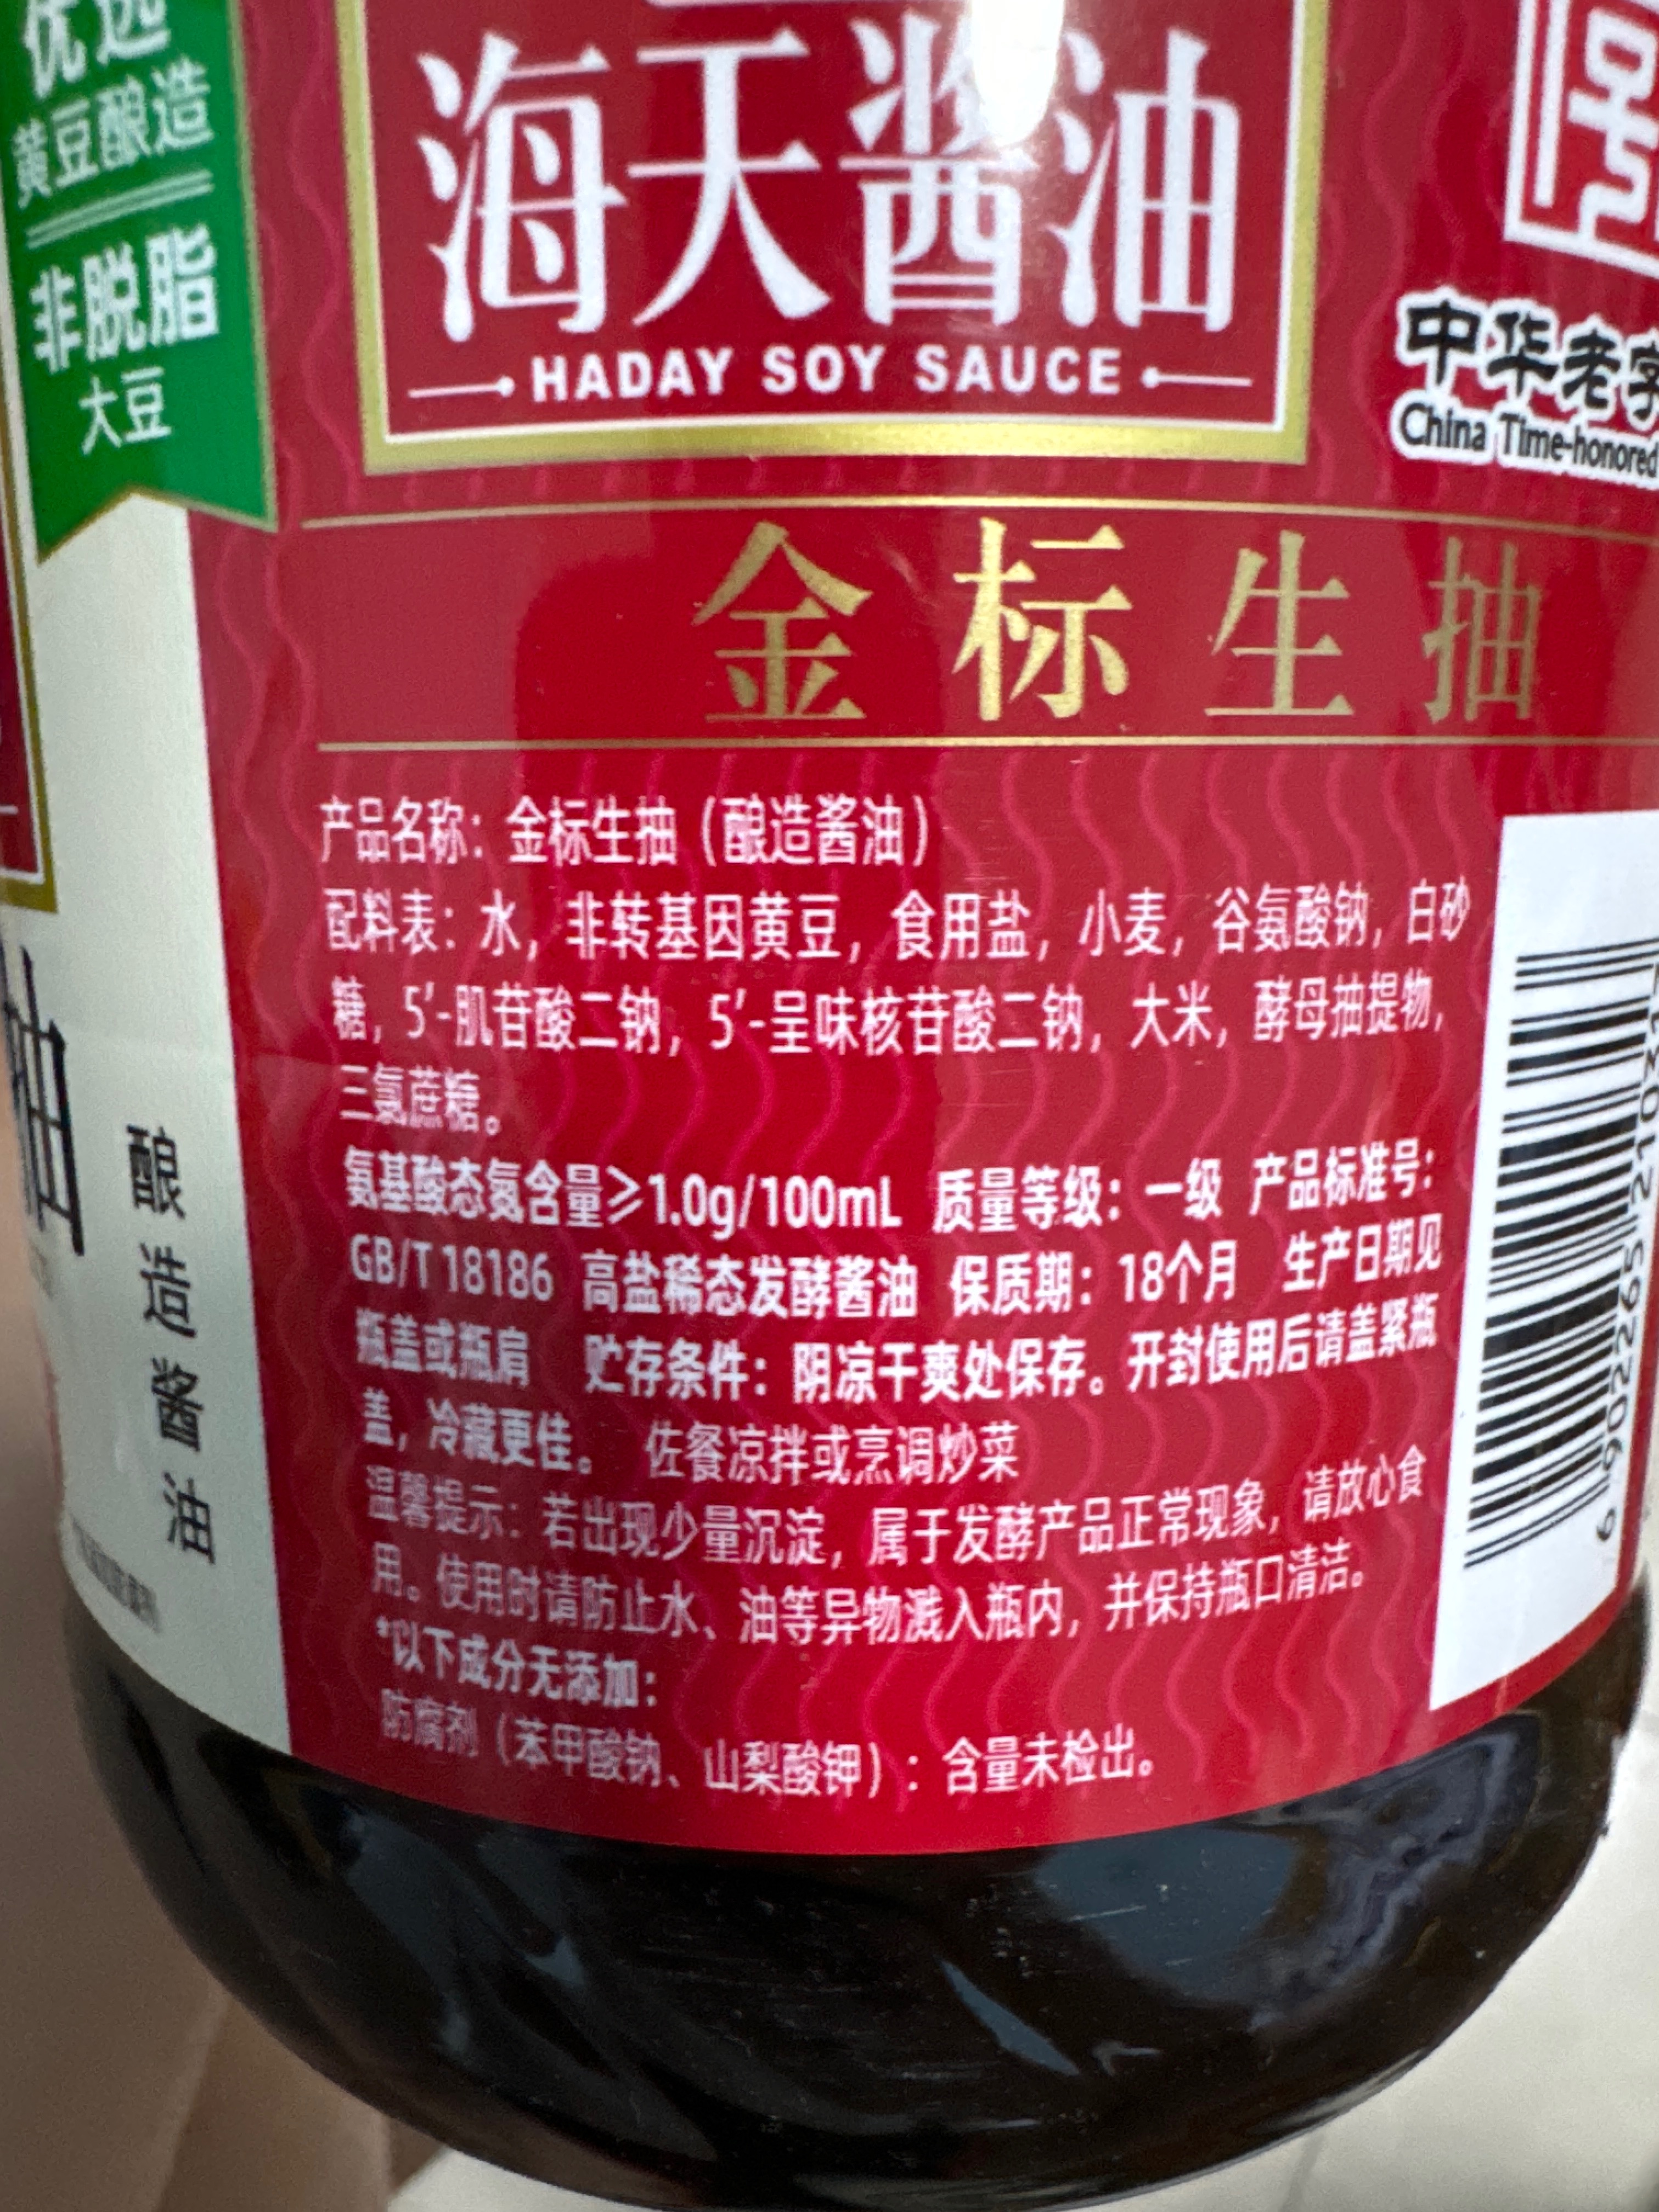 优选
黄豆酿造
非脱脂
大豆
海天酱油
HADAY SOY SAUCE
中华老字
China Time-honored
金标生抽
产品名称：金标生抽（酿造酱油）
配料表：水，非转基因黄豆，食用盐，小麦，谷氨酸钠，白砂
糖，5′-肌苷酸二钠，5′-呈味核苷酸二钠，大米，酵母抽提物，
三氯蔗糖。
氨基酸态氮含量≥1.0g/100mL 质量等级：一级 产品标准号：
GB/T 18186 高盐稀态发酵酱油 保质期：18个月 生产日期见
瓶盖或瓶肩 贮存条件：阴凉干爽处保存。开封使用后请盖紧瓶
盖，冷藏更佳。 佐餐凉拌或烹调炒菜
温馨提示：若出现少量沉淀，属于发酵产品正常现象，请放心食
用。使用时请防止水、油等异物溅入瓶内，并保持瓶口清洁。
*以下成分无添加：
防腐剂（苯甲酸钠、山梨酸钾）：含量未检出。
抽
酿造酱油
6 902265 21031